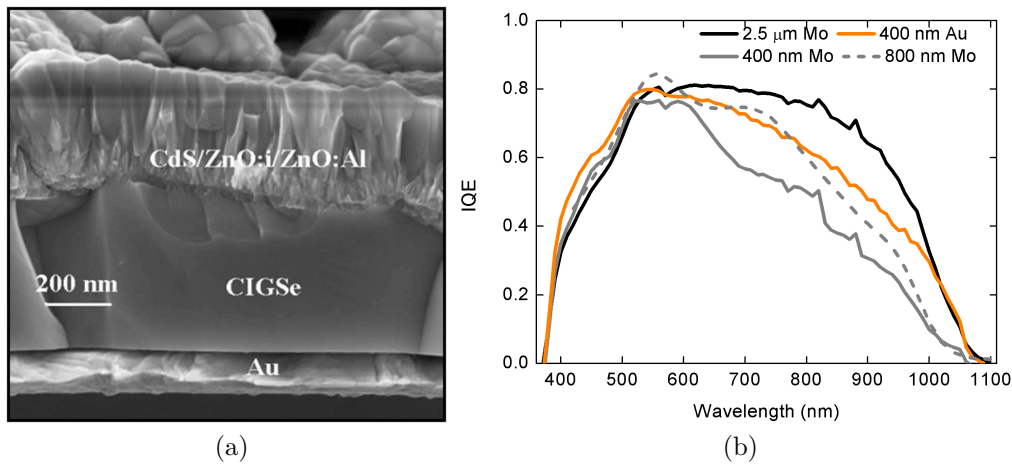 CdS/ZnO:i/ZnO:Al
200 nm
CIGSe
Au
(a)
1.0
0.8
0.6
0.4
0.2
0.0
IQE
2.5 μm Mo
400 nm Au
400 nm Mo
800 nm Mo
400 500 600 700 800 900 1000 1100
Wavelength (nm)
(b)